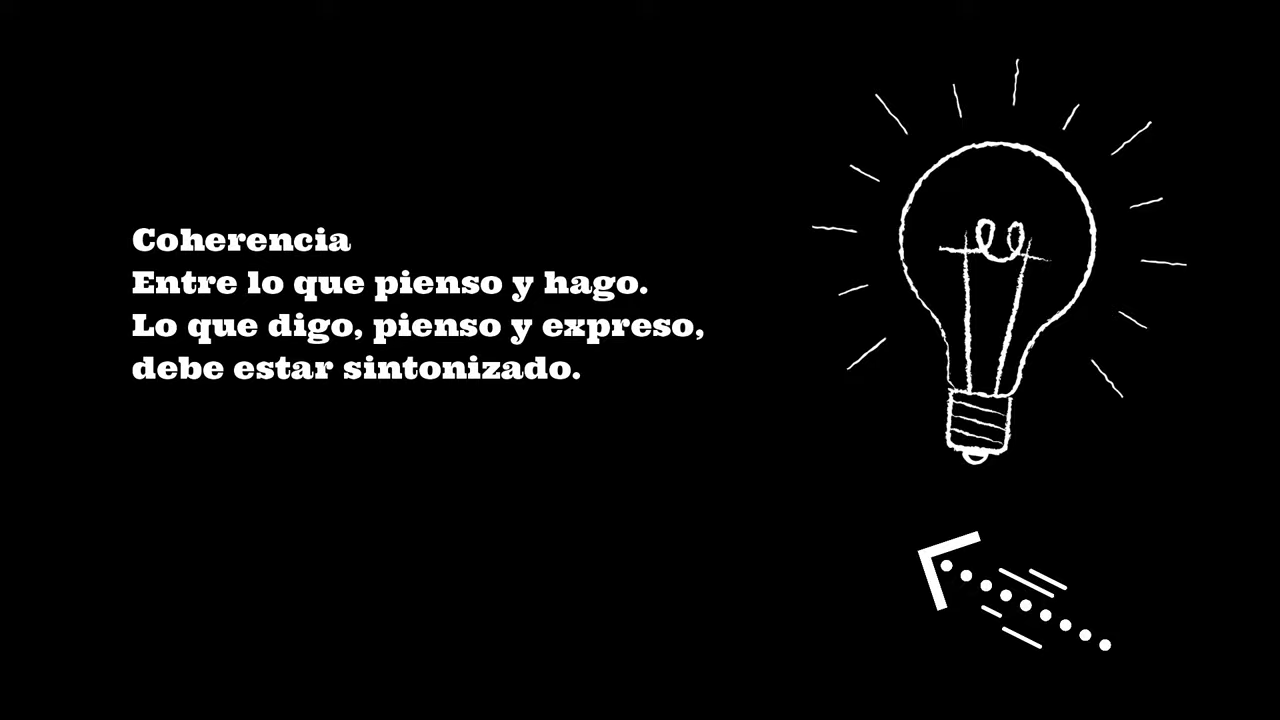 Coherencia
Entre lo que pienso y hago.
Lo que digo, pienso y expreso,
debe estar sintonizado.